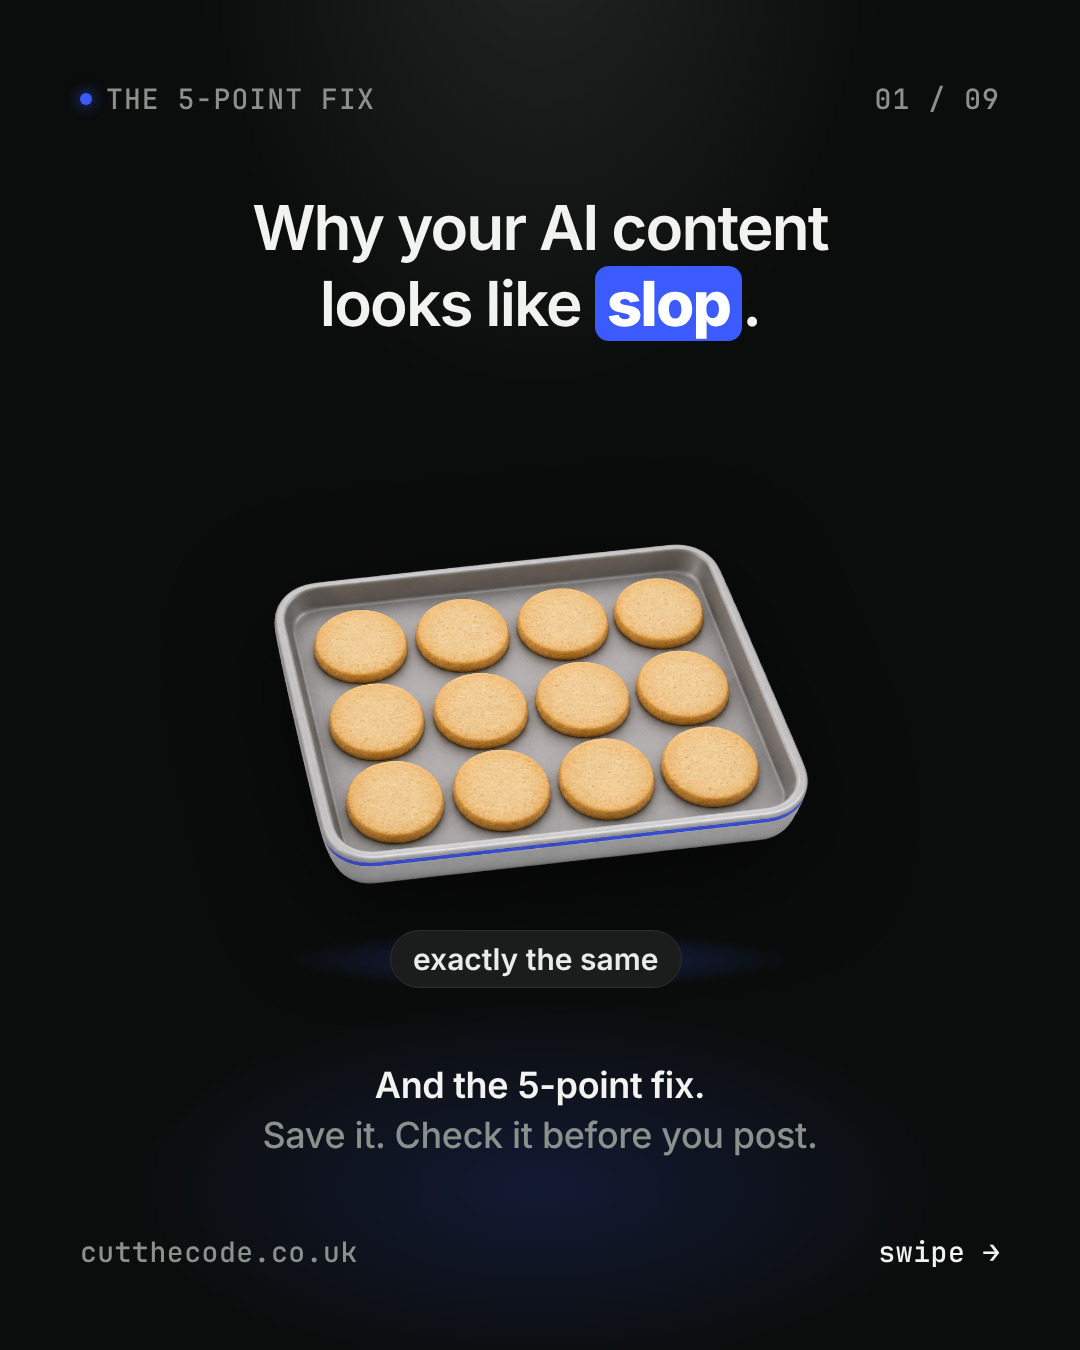 THE 5-POINT FIX
01 / 09
Why your AI content
looks like slop.
exactly the same
And the 5-point fix.
Save it. Check it before you post.
cutthecode.co.uk
swipe →